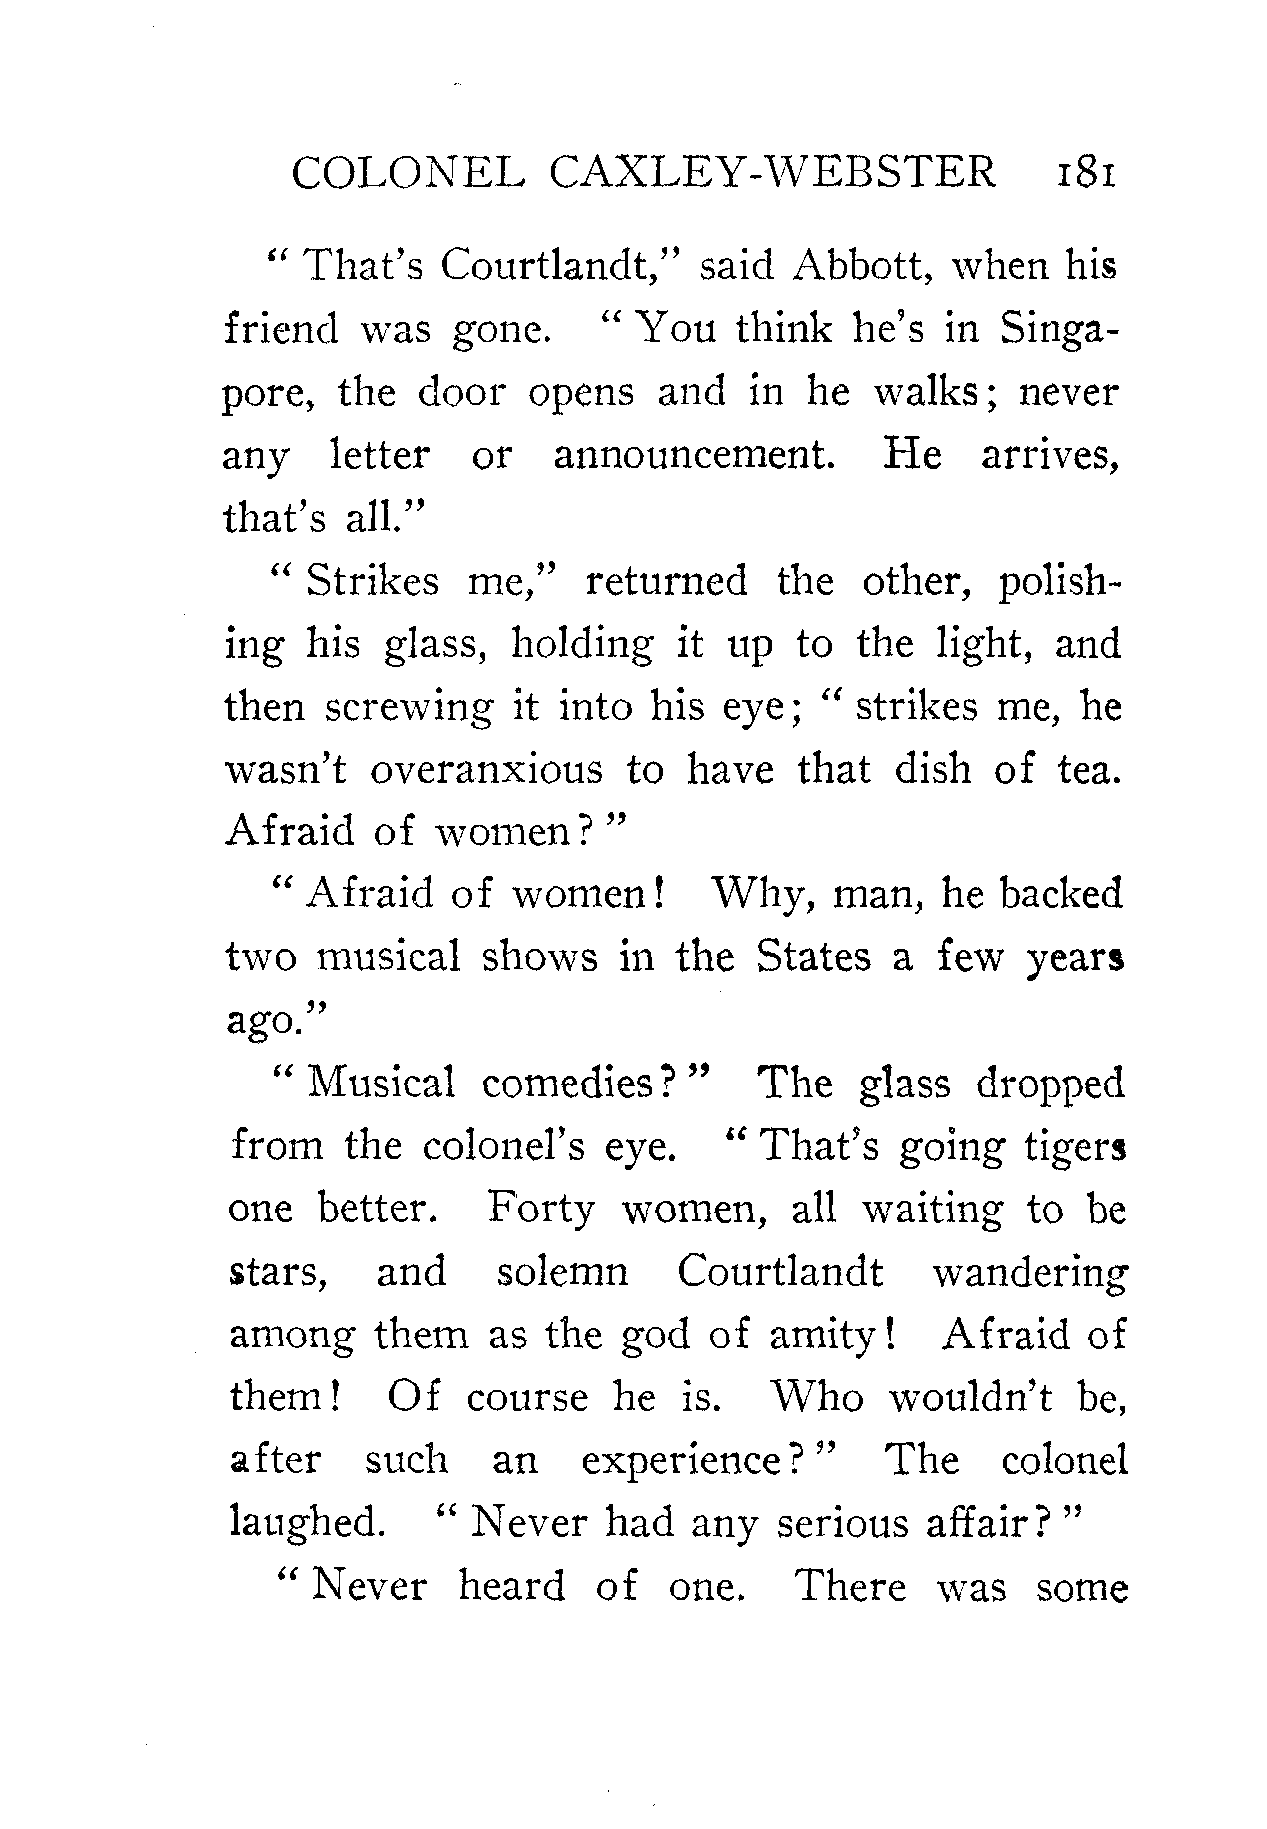 COLONEL CAXLEY-WEBSTER 181
" That's Courtlandt," said Abbott, when his
friend was gone. " You think he's in Singa-
pore, the door opens and in he walks; never
any letter or announcement. He arrives,
that's all."
" Strikes me," returned the other, polish-
ing his glass, holding it up to the light, and
then screwing it into his eye; " strikes me, he
wasn't overanxious to have that dish of tea.
Afraid of women? "
" Afraid of women! Why, man, he backed
two musical shows in the States a few years
ago."
" Musical comedies? " The glass dropped
from the colonel's eye. " That's going tigers
one better. Forty women, all waiting to be
stars, and solemn Courtlandt wandering
among them as the god of amity! Afraid of
them! Of course he is. Who wouldn't be,
after such an experience? " The colonel
laughed. " Never had any serious affair? "
" Never heard of one. There was some